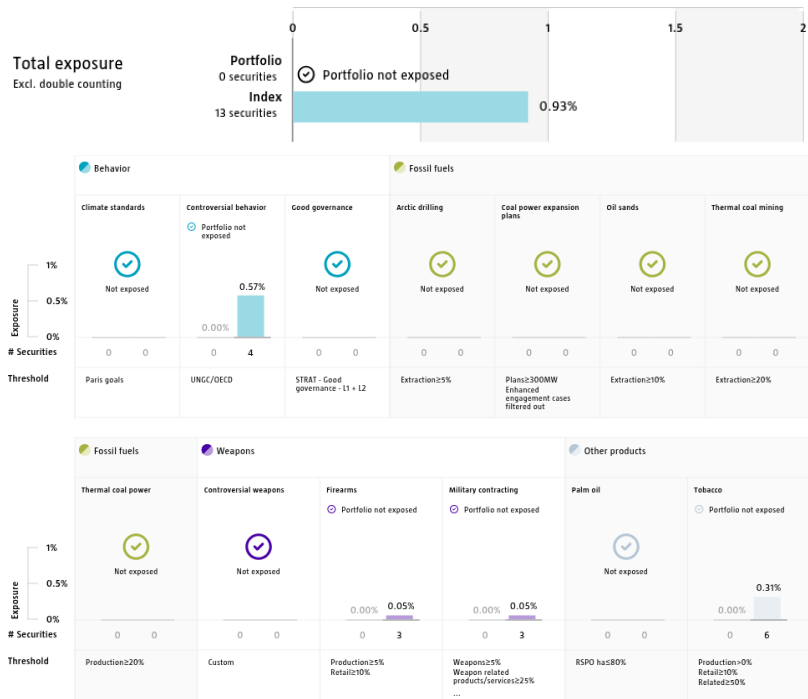 0 0.5 1 1.5 2
Total exposure
Excl. double counting
Portfolio
0 securities
Portfolio not exposed
Index
13 securities
0.93%
Behavior
Fossil fuels
Climate standards
Controversial behavior
Good governance
Arctic drilling
Coal power expansion
plans
Oil sands
Thermal coal mining
Portfolio not
exposed
Not exposed
0.57%
0.00%
Not exposed
Not exposed
Not exposed
Not exposed
Not exposed
Exposure
1%
0.5%
0%
# Securities
0 0 0 4 0 0 0 0 0 0 0 0 0 0
Threshold
Paris goals
UNGC/OECD
STRAT - Good
governance - L1 + L2
Extraction≥5%
Plans≥300MW
Enhanced
engagement cases
filtered out
Extraction≥10%
Extraction≥20%
Fossil fuels
Weapons
Other products
Thermal coal power
Controversial weapons
Firearms
Military contracting
Palm oil
Tobacco
Portfolio not exposed
Portfolio not exposed
Portfolio not exposed
Not exposed
Not exposed
0.00% 0.05%
0.00% 0.05%
Not exposed
0.00% 0.31%
Exposure
1%
0.5%
0%
# Securities
0 0 0 0 0 3 0 3 0 0 0 6
Threshold
Production≥20%
Custom
Production≥5%
Retail≥10%
Weapons≥5%
Weapon related
products/services≥25%
...
RSPO ha≤80%
Production>0%
Retail≥10%
Related≥50%